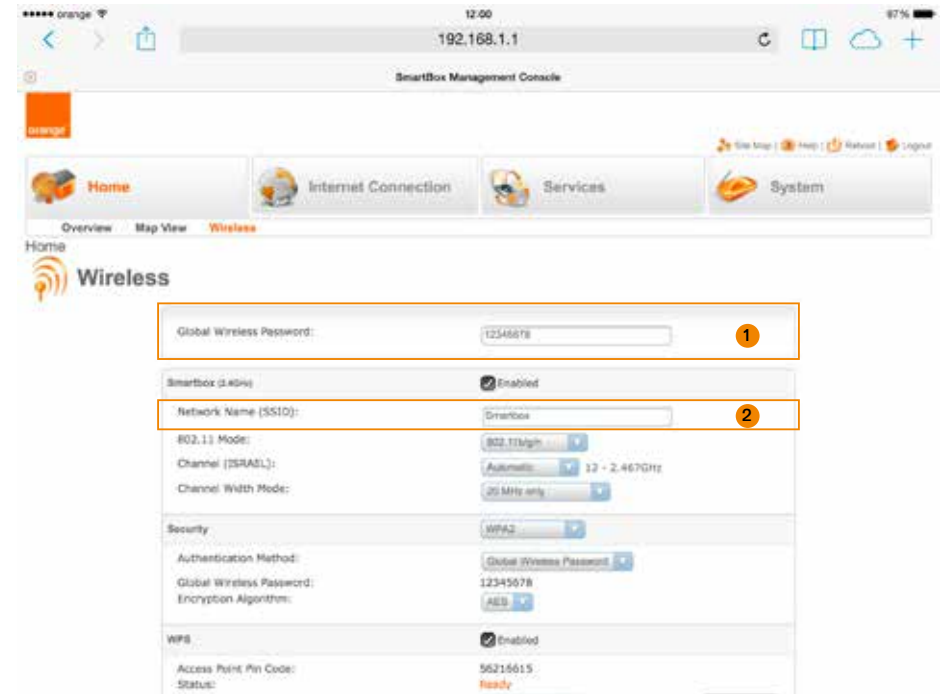 orange 12:00 87%
192.168.1.1
SmartBox Management Console
orange
Site Map | Help | Reboot | Logout
Home Internet Connection Services System
Overview Map View Wireless
Home
Wireless
Global Wireless Password: 12345678 1
Smartbox (2.4GHz) Enabled
Network Name (SSID): Smartbox 2
802.11 Mode: 802.11b/g/n
Channel (ISRAEL): Automatic 12 - 2.467GHz
Channel Width Mode: 20 MHz only
Security WPA2
Authentication Method: Global Wireless Password
Global Wireless Password: 12345678
Encryption Algorithm: AES
WPS Enabled
Access Point Pin Code: 56216615
Status: Ready